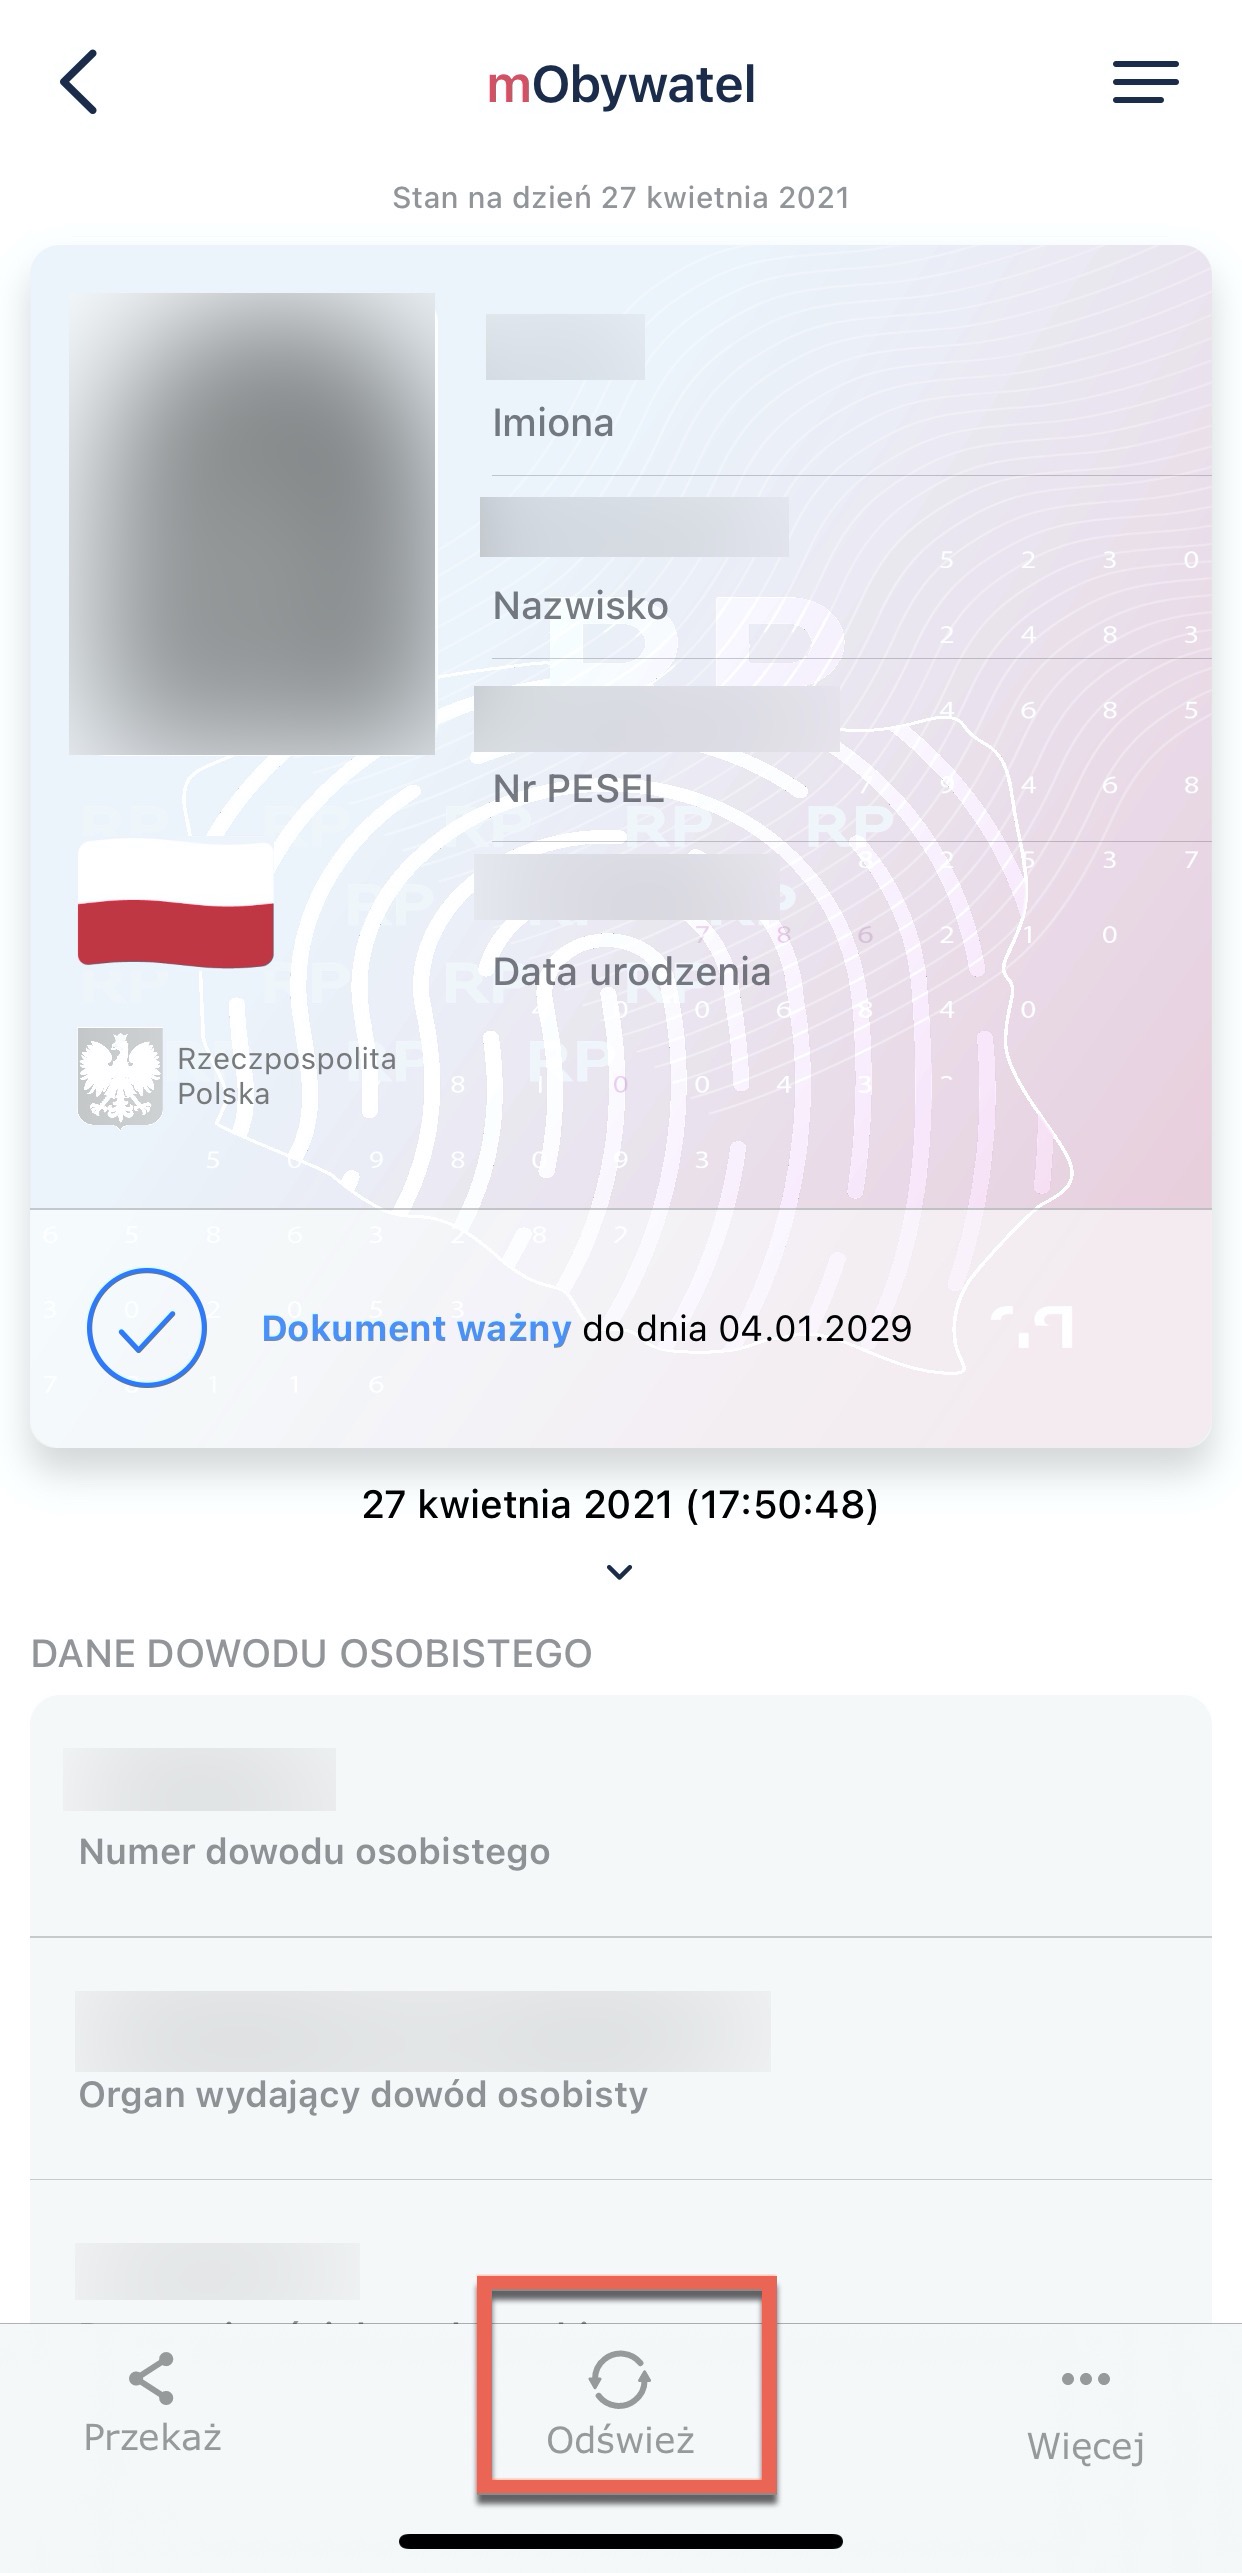 mObywatel
Stan na dzień 27 kwietnia 2021
Imiona
Nazwisko
Nr PESEL
Data urodzenia
Rzeczpospolita
Polska
Dokument ważny do dnia 04.01.2029
27 kwietnia 2021 (17:50:48)
DANE DOWODU OSOBISTEGO
Numer dowodu osobistego
Organ wydający dowód osobisty
Przekaż
Odśwież
Więcej